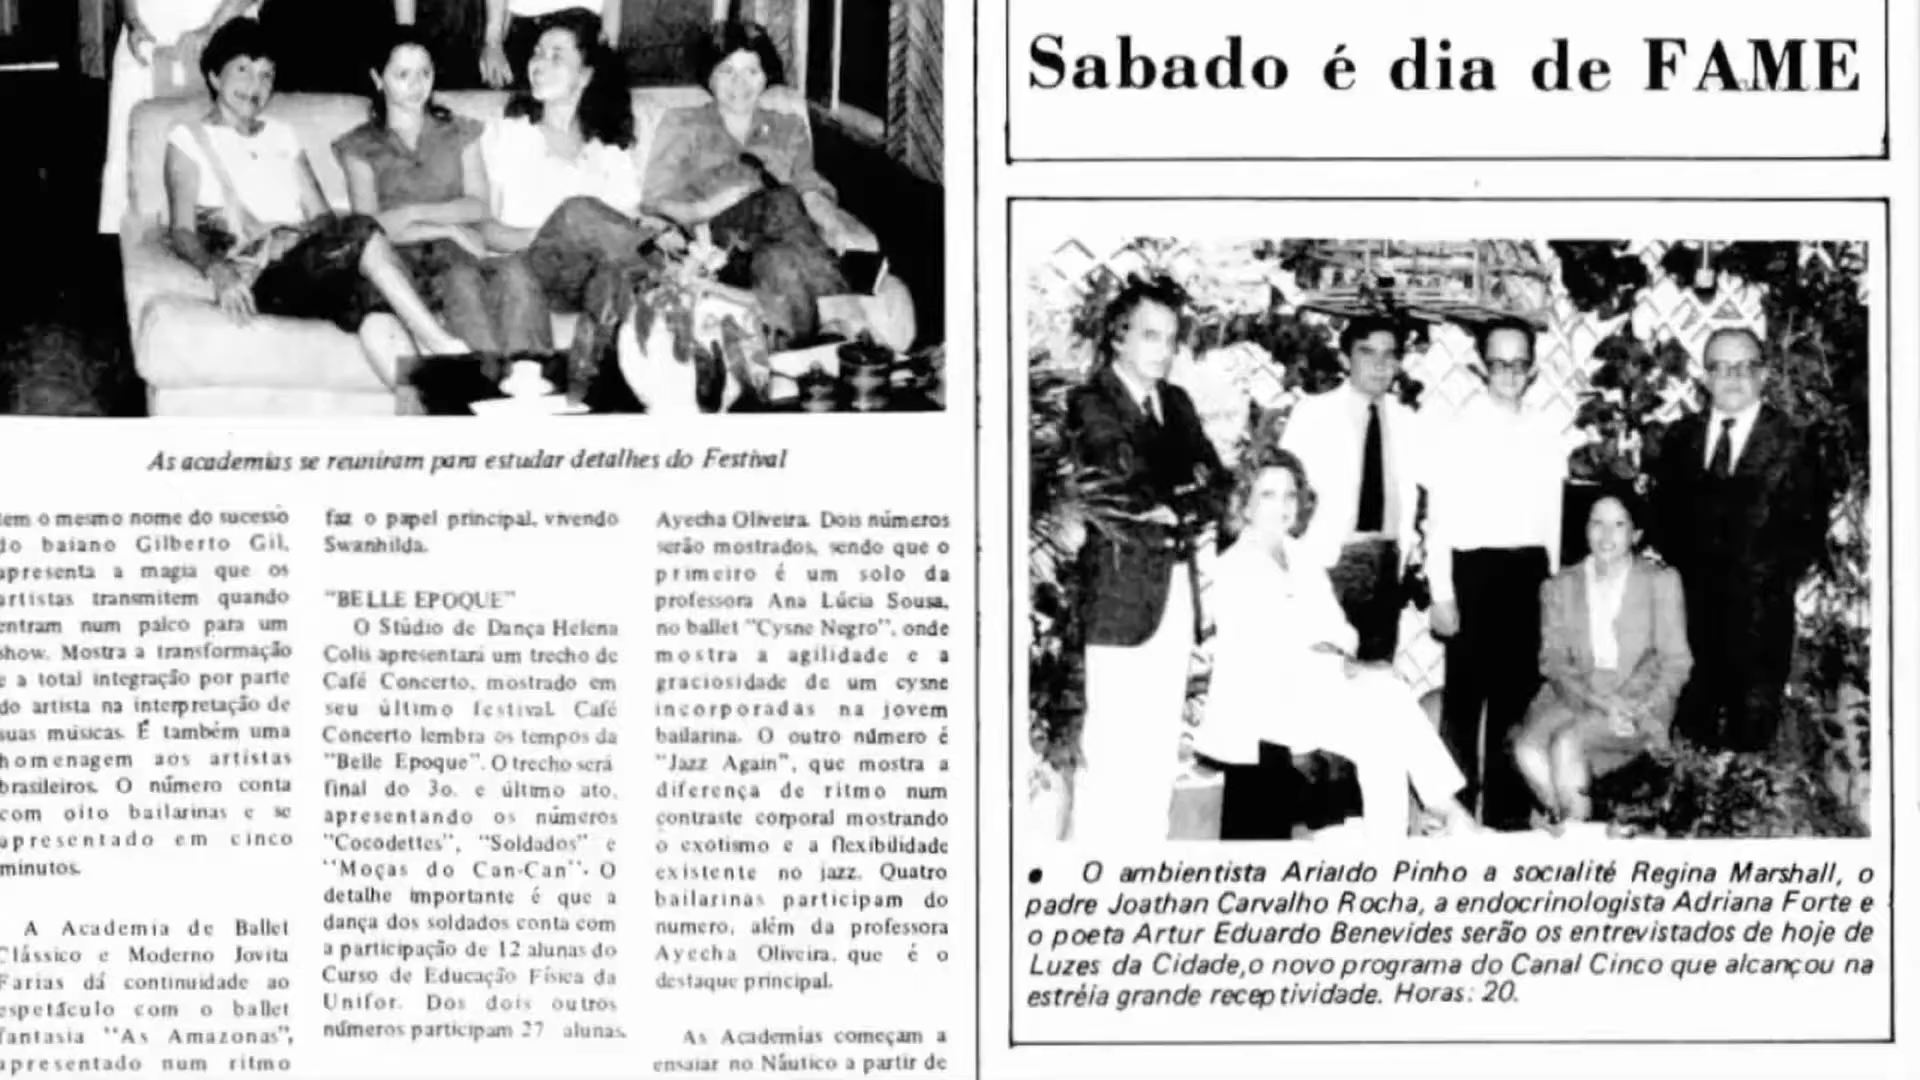 As academias se reuniram para estudar detalhes do Festival
tem o mesmo nome do sucesso
do baiano Gilberto Gil,
apresenta a magia que os
artistas transmitem quando
entram num palco para um
show. Mostra a transformação
e a total integração por parte
do artista na interpretação de
suas músicas. É também uma
homenagem aos artistas
brasileiros. O número conta
com oito bailarinas e se
apresentado em cinco
minutos.
A Academia de Ballet
Clássico e Moderno Jovita
Farias dá continuidade ao
espetáculo com o ballet
fantasia "As Amazonas",
apresentado num ritmo
faz o papel principal, vivendo
Swanhilda.
"BELLE EPOQUE"
O Stúdio de Dança Helena
Colis apresentará um trecho de
Café Concerto, mostrado em
seu último festival. Café
Concerto lembra os tempos da
"Belle Epoque". O trecho será
final do 3o. e último ato,
apresentando os números
"Cocodettes", "Soldados" e
"Moças do Can-Can". O
detalhe importante é que a
dança dos soldados conta com
a participação de 12 alunas do
Curso de Educação Física da
Unifor. Dos dois outros
números participam 27 alunas.
Ayecha Oliveira. Dois números
serão mostrados, sendo que o
primeiro é um solo da
professora Ana Lúcia Sousa,
no ballet "Cysne Negro", onde
mostra a agilidade e a
graciosidade de um cysne
incorporadas na jovem
bailarina. O outro número é
"Jazz Again", que mostra a
diferença de ritmo num
contraste corporal mostrando
o exotismo e a flexibilidade
existente no jazz. Quatro
bailarinas participam do
numero, além da professora
Ayecha Oliveira, que é o
destaque principal.
As Academias começam a
ensaiar no Náutico a partir de
Sabado é dia de FAME
• O ambientista Arialdo Pinho a socialité Regina Marshall, o
padre Joathan Carvalho Rocha, a endocrinologista Adriana Forte e
o poeta Artur Eduardo Benevides serão os entrevistados de hoje de
Luzes da Cidade,o novo programa do Canal Cinco que alcançou na
estréia grande receptividade. Horas: 20.